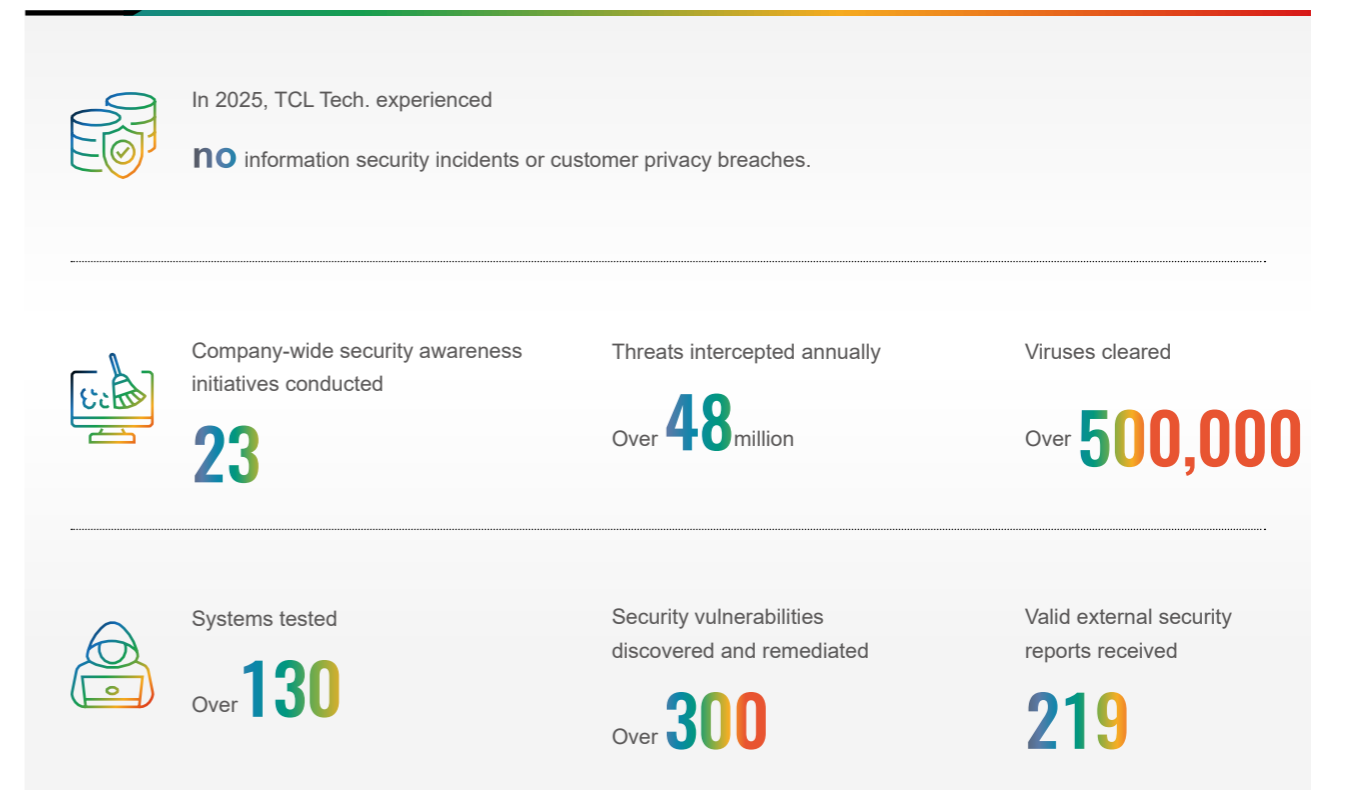 In 2025, TCL Tech. experienced
no information security incidents or customer privacy breaches.
Company-wide security awareness
initiatives conducted
23
Threats intercepted annually
Over 48 million
Viruses cleared
Over 500,000
Systems tested
Over 130
Security vulnerabilities
discovered and remediated
Over 300
Valid external security
reports received
219